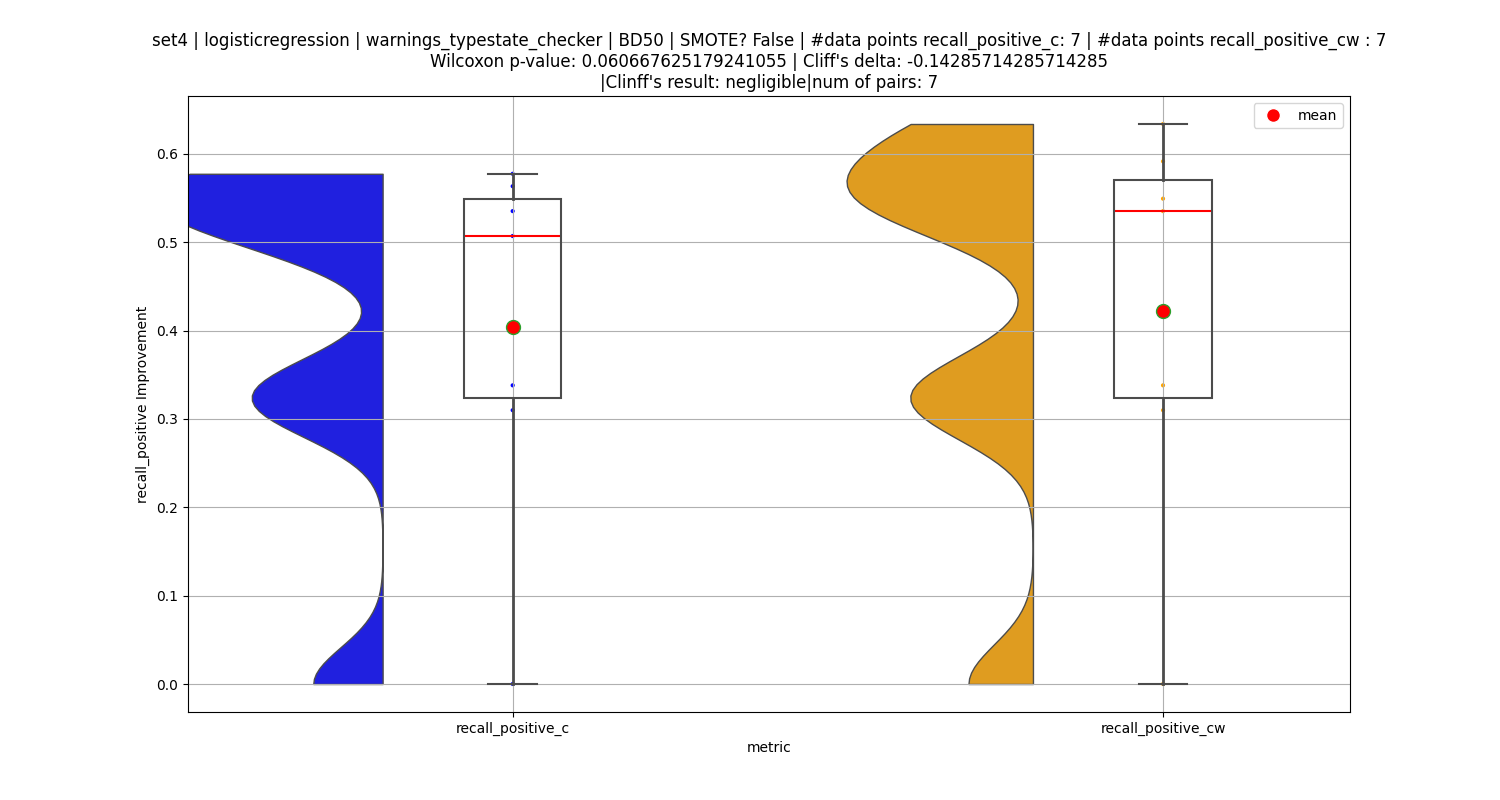 set4 | logisticregression | warnings_typestate_checker | BD50 | SMOTE? False | #data points recall_positive_c: 7 | #data points recall_positive_cw : 7
Wilcoxon p-value: 0.060667625179241055 | Cliff's delta: -0.14285714285714285
|Clinff's result: negligible|num of pairs: 7
mean
recall_positive Improvement
0.6
0.5
0.4
0.3
0.2
0.1
0.0
recall_positive_c
recall_positive_cw
metric